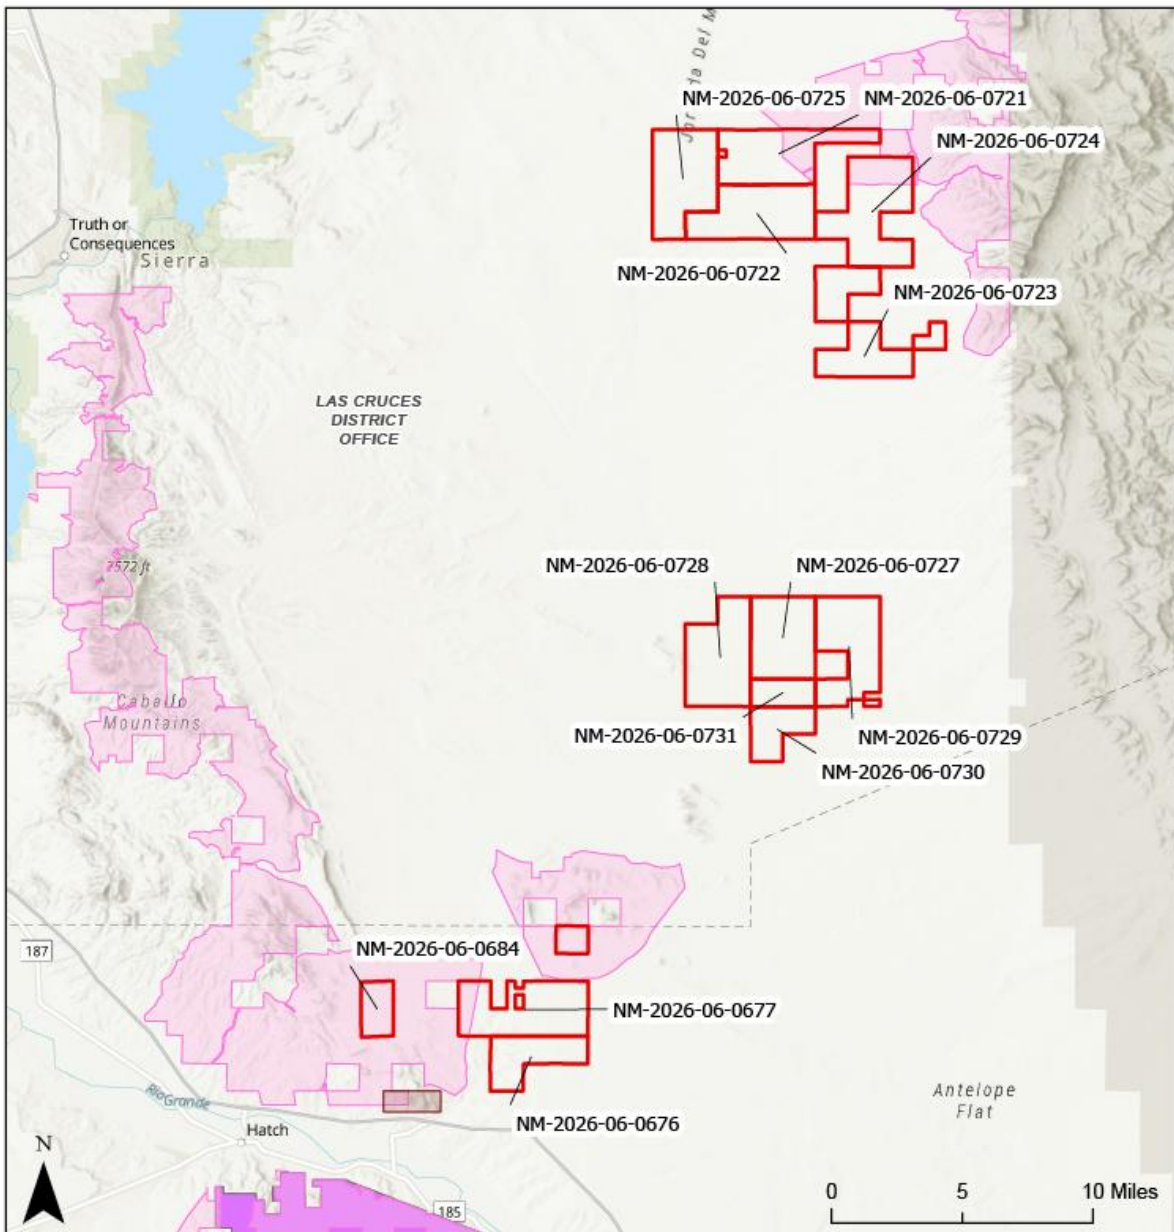 Jornada Del M
NM-2026-06-0725
NM-2026-06-0721
NM-2026-06-0724
Truth or
Consequences
Sierra
NM-2026-06-0722
NM-2026-06-0723
LAS CRUCES
DISTRICT
OFFICE
7572 ft
NM-2026-06-0728
NM-2026-06-0727
Caballo
Mountains
NM-2026-06-0731
NM-2026-06-0729
NM-2026-06-0730
187
NM-2026-06-0684
NM-2026-06-0677
Rio Grande
Antelope
Flat
NM-2026-06-0676
Hatch
N
185
0 5 10 Miles